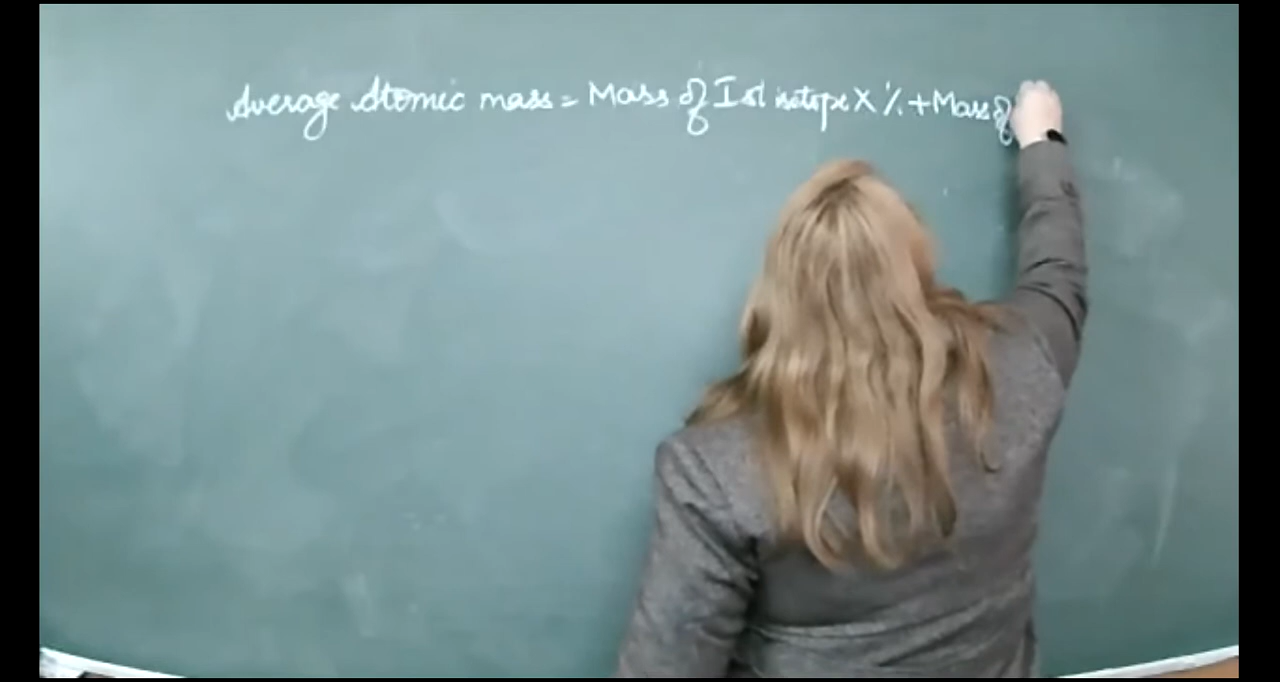 Average Atomic mass = Mass of Ist isotope X % + Mass of